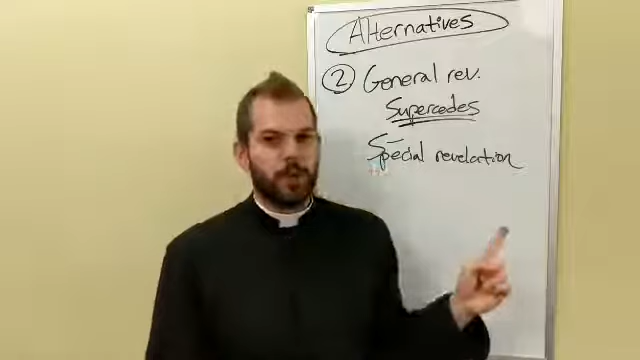 Alternatives
2 General rev.
Supercedes
Special revelation